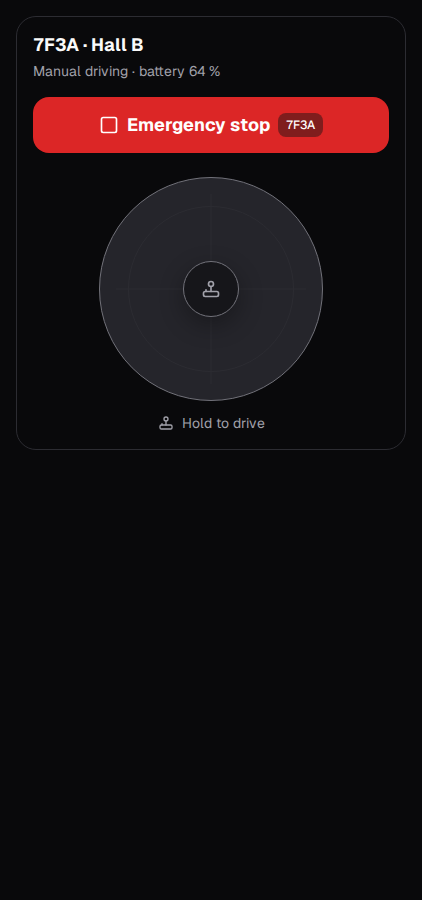 7F3A · Hall B
Manual driving · battery 64 %
Emergency stop 7F3A
Hold to drive